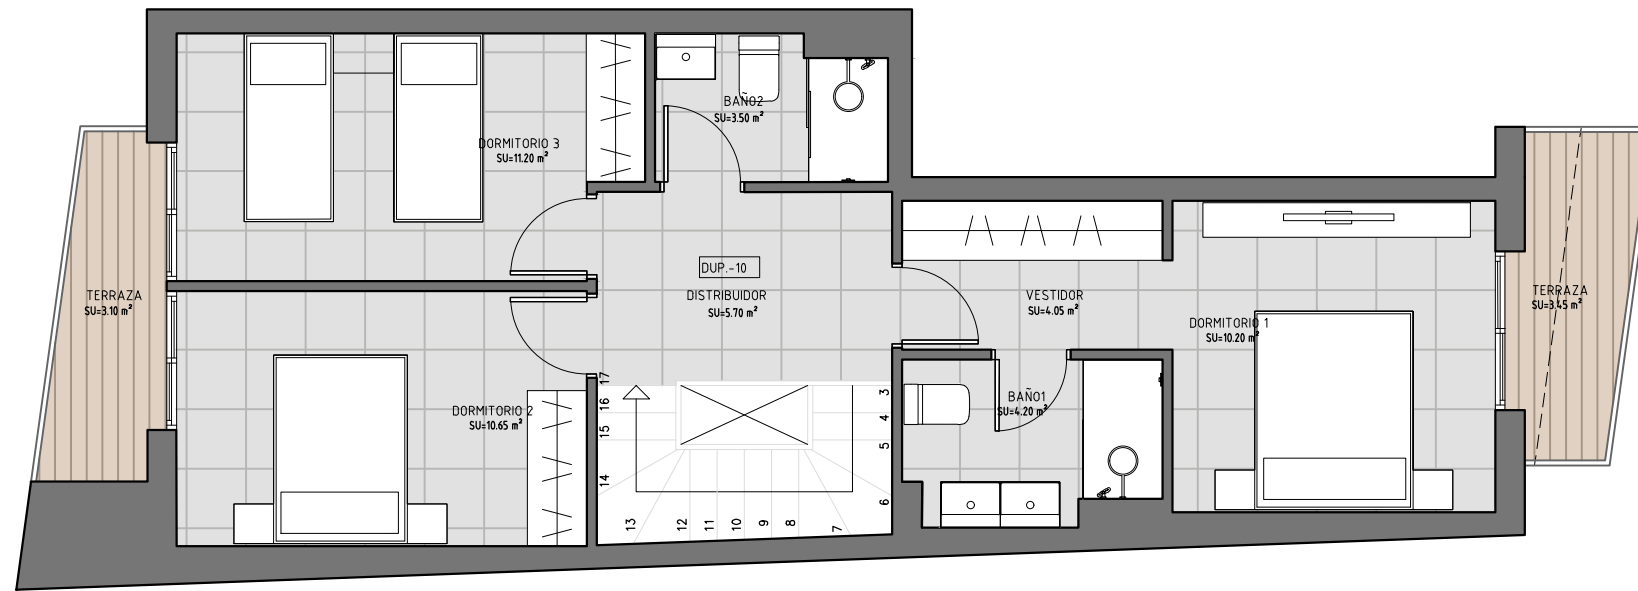 BAÑO2
SU=3.50 m²
DORMITORIO 3
SU=11.20 m²
DUP.-10
TERRAZA
SU=3.10 m²
DISTRIBUIDOR
SU=5.70 m²
VESTIDOR
SU=4.05 m²
TERRAZA
SU=3.45 m²
DORMITORIO 1
SU=10.20 m²
DORMITORIO 2
SU=10.65 m²
BAÑO1
SU=4.20 m²
17
16
15
14
13
12
11
10
9
8
7
6
5
4
3